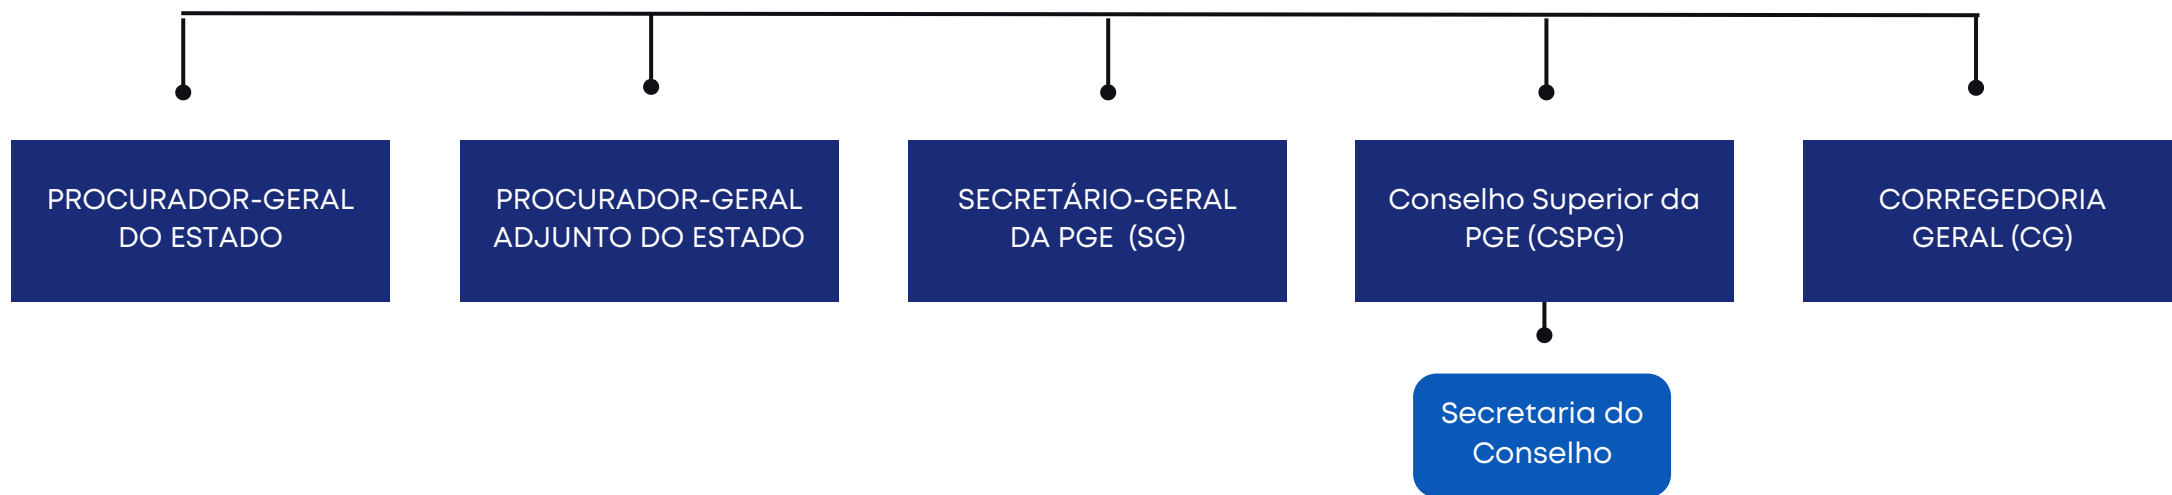 PROCURADOR-GERAL
DO ESTADO
PROCURADOR-GERAL
ADJUNTO DO ESTADO
SECRETÁRIO-GERAL
DA PGE (SG)
Conselho Superior da
PGE (CSPG)
CORREGEDORIA
GERAL (CG)
Secretaria do
Conselho